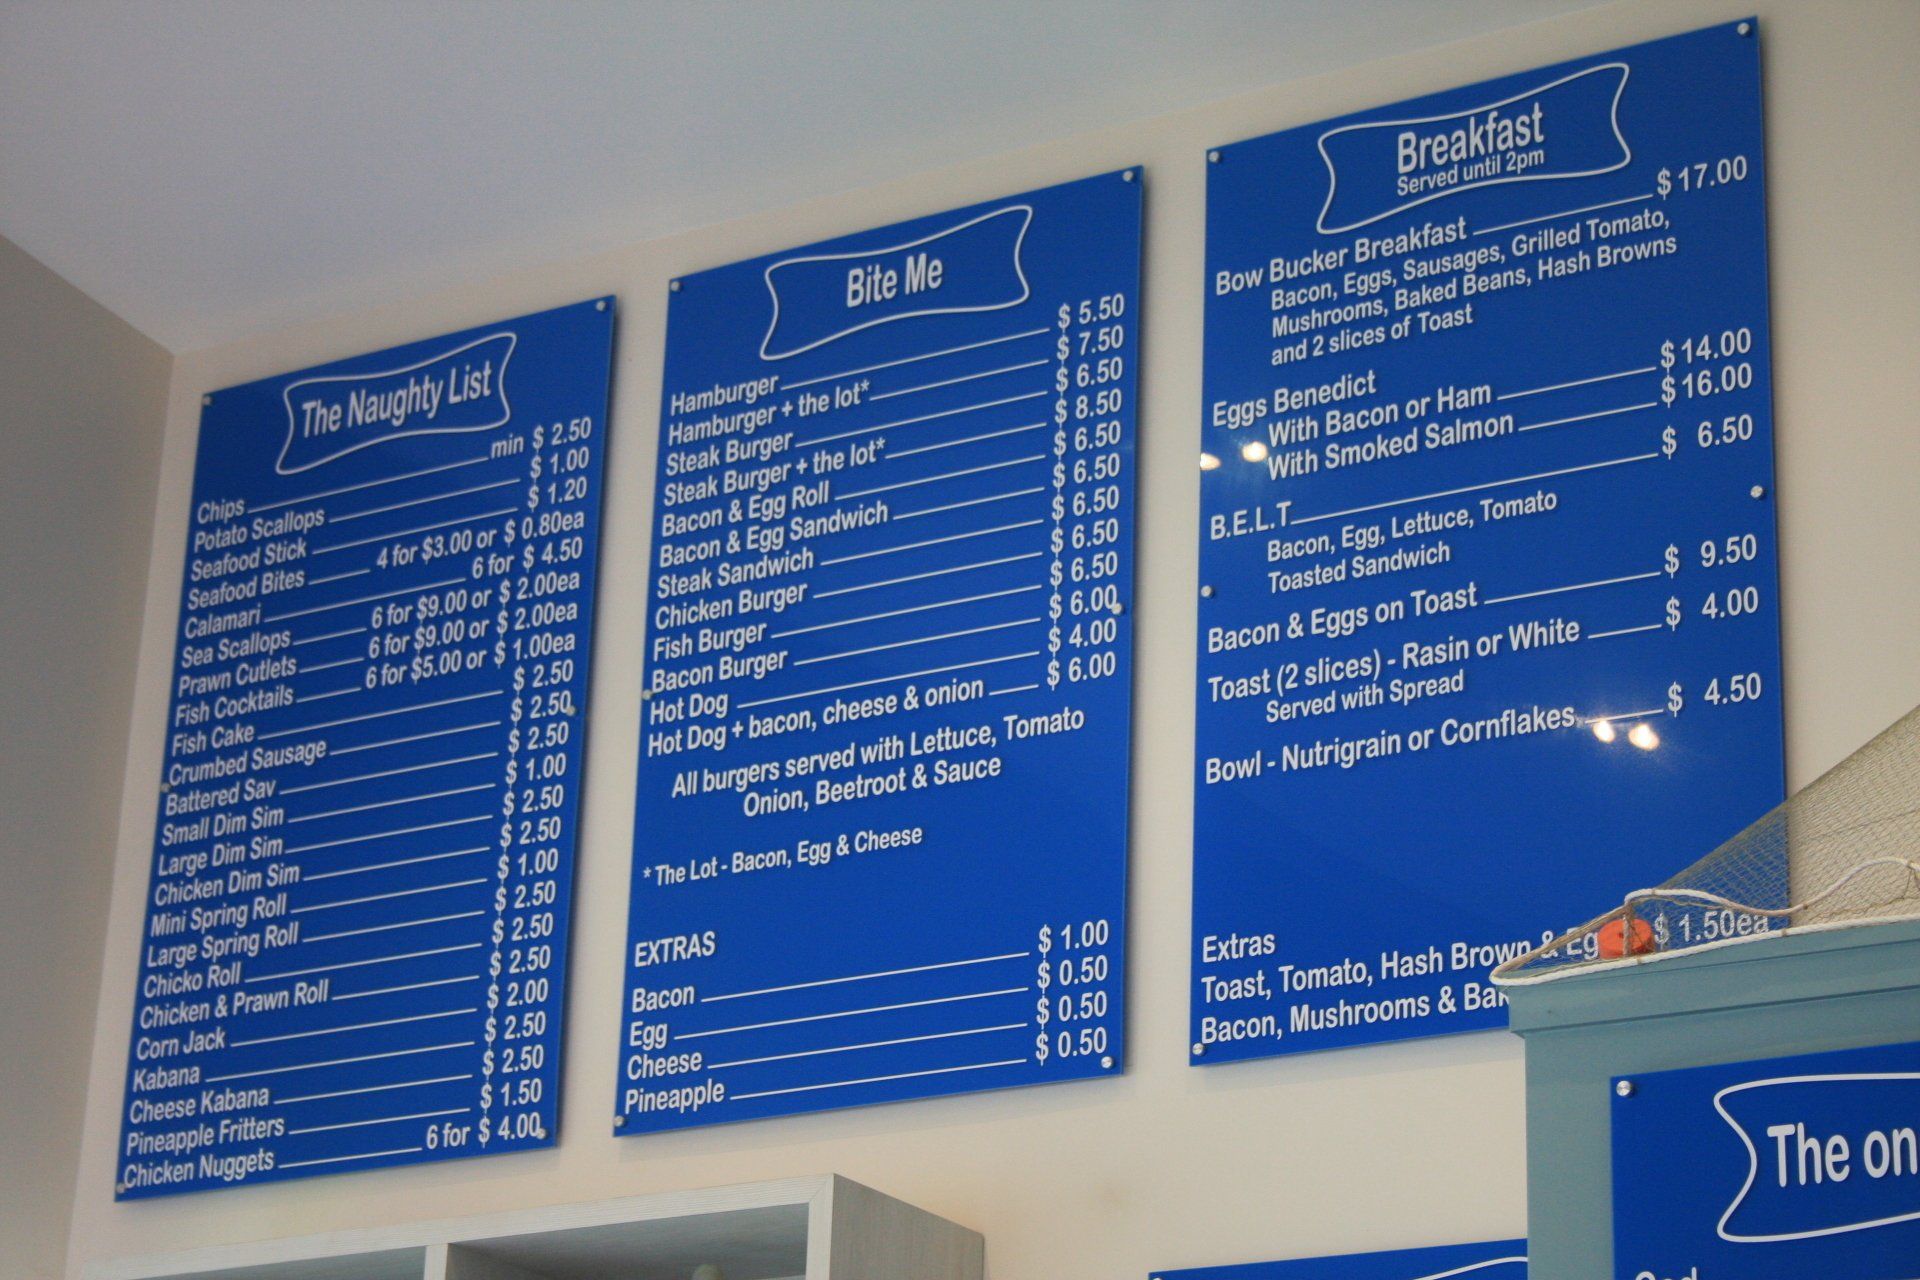 The Naughty List
Chips min $ 2.50
Potato Scallops $ 1.00
Seafood Stick $ 1.20
Seafood Bites 4 for $3.00 or $ 0.80ea
Calamari 6 for $ 4.50
Sea Scallops 6 for $9.00 or $ 2.00ea
Prawn Cutlets 6 for $9.00 or $ 2.00ea
Fish Cocktails 6 for $5.00 or $ 1.00ea
Fish Cake $ 2.50
Crumbed Sausage $ 2.50
Battered Sav $ 2.50
Small Dim Sim $ 1.00
Large Dim Sim $ 2.50
Chicken Dim Sim $ 2.50
Mini Spring Roll $ 1.00
Large Spring Roll $ 2.50
Chicko Roll $ 2.50
Chicken & Prawn Roll $ 2.50
Corn Jack $ 2.00
Kabana $ 2.50
Cheese Kabana $ 2.50
Pineapple Fritters $ 1.50
Chicken Nuggets 6 for $ 4.00
Bite Me
Hamburger $ 5.50
Hamburger + the lot* $ 7.50
Steak Burger $ 6.50
Steak Burger + the lot* $ 8.50
Bacon & Egg Roll $ 6.50
Bacon & Egg Sandwich $ 6.50
Steak Sandwich $ 6.50
Chicken Burger $ 6.50
Fish Burger $ 6.50
Bacon Burger $ 6.00
Hot Dog $ 4.00
Hot Dog + bacon, cheese & onion $ 6.00
All burgers served with Lettuce, Tomato
Onion, Beetroot & Sauce
* The Lot - Bacon, Egg & Cheese
EXTRAS
Bacon $ 1.00
Egg $ 0.50
Cheese $ 0.50
Pineapple $ 0.50
Breakfast
Served until 2pm
Bow Bucker Breakfast $ 17.00
Bacon, Eggs, Sausages, Grilled Tomato,
Mushrooms, Baked Beans, Hash Browns
and 2 slices of Toast
Eggs Benedict
With Bacon or Ham $ 14.00
With Smoked Salmon $ 16.00
B.E.L.T $ 6.50
Bacon, Egg, Lettuce, Tomato
Toasted Sandwich
Bacon & Eggs on Toast $ 9.50
Toast (2 slices) - Rasin or White $ 4.00
Served with Spread
Bowl - Nutrigrain or Cornflakes $ 4.50
Extras
Toast, Tomato, Hash Brown & Eg $ 1.50ea
Bacon, Mushrooms & Bak
The on